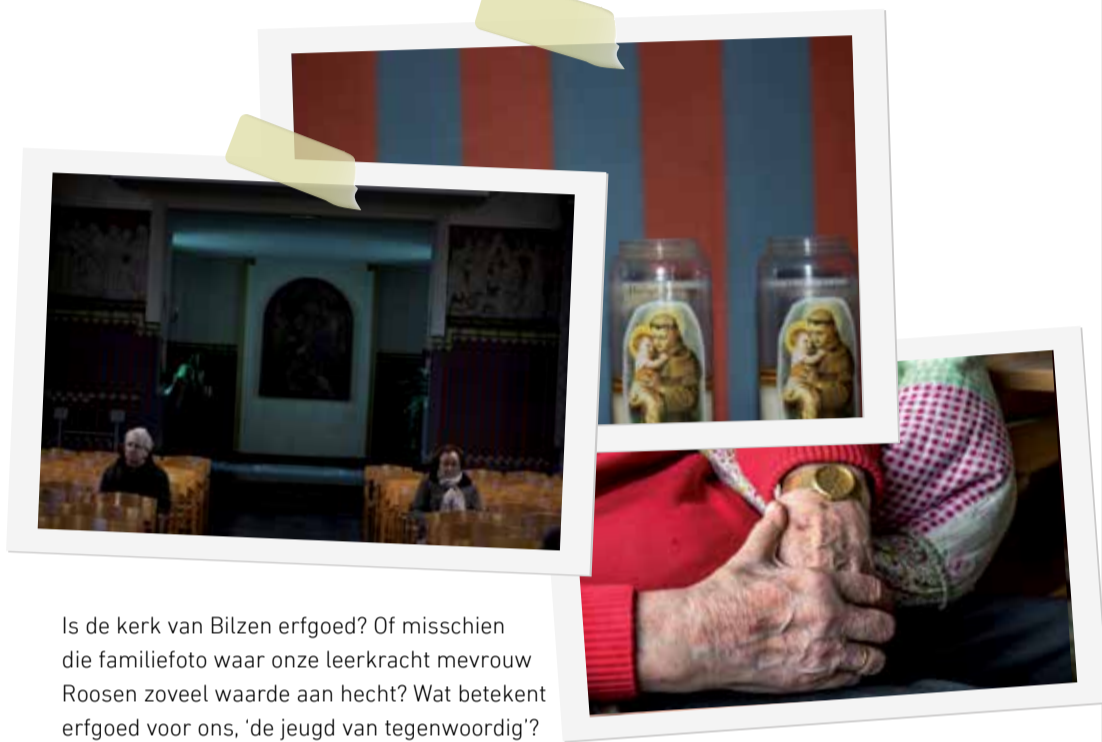 Is de kerk van Bilzen erfgoed? Of misschien
die familiefoto waar onze leerkracht mevrouw
Roosen zoveel waarde aan hecht? Wat betekent
erfgoed voor ons, ‘de jeugd van tegenwoordig’?